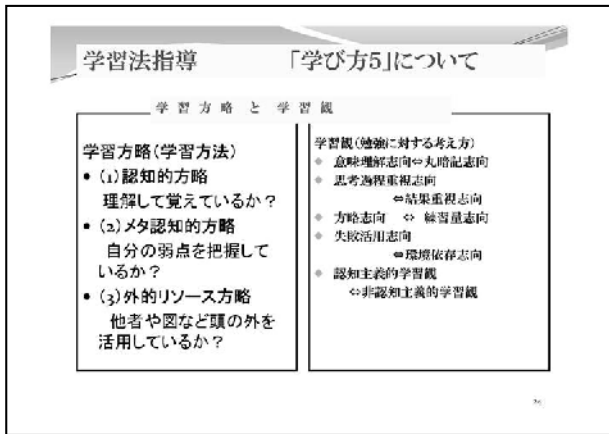 学習法指導　　「学び方5」について
学習方略と学習観
学習方略(学習方法)
• (1)認知的方略
理解して覚えているか？
• (2)メタ認知的方略
自分の弱点を把握して
いるか？
• (3)外的リソース方略
他者や図など頭の外を
活用しているか？
学習観(勉強に対する考え方)
◆ 意味理解志向⇔丸暗記志向
◆ 思考過程重視志向
⇔結果重視志向
◆ 方略志向　⇔　練習量志向
◆ 失敗活用志向
⇔環境依存志向
◆ 認知主義的学習観
⇔非認知主義的学習観